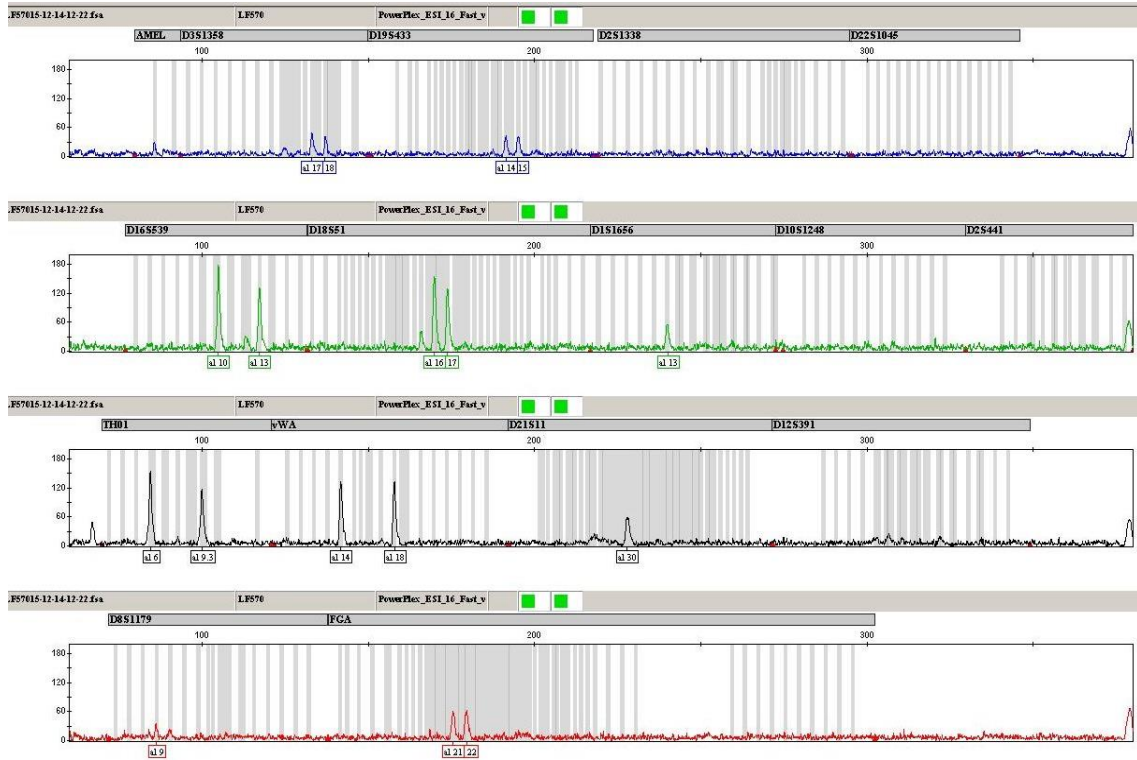 LF57015-12-14-12-22.fsa LF570 PowerPlex_ESI_16_Fast_v
AMEL D3S1358 D19S433 D2S1338 D22S1045
100 200 300
180
120
60
0
al 17 18 al 14 15
LF57015-12-14-12-22.fsa LF570 PowerPlex_ESI_16_Fast_v
D16S539 D18S51 D1S1656 D10S1248 D2S441
100 200 300
180
120
60
0
al 10 al 13 al 16 17 al 13
LF57015-12-14-12-22.fsa LF570 PowerPlex_ESI_16_Fast_v
TH01 vWA D21S11 D12S391
100 200 300
180
120
60
0
al 6 al 9.3 al 14 al 18 al 30
LF57015-12-14-12-22.fsa LF570 PowerPlex_ESI_16_Fast_v
D8S1179 FGA
100 200 300
180
120
60
0
al 9 al 21 22